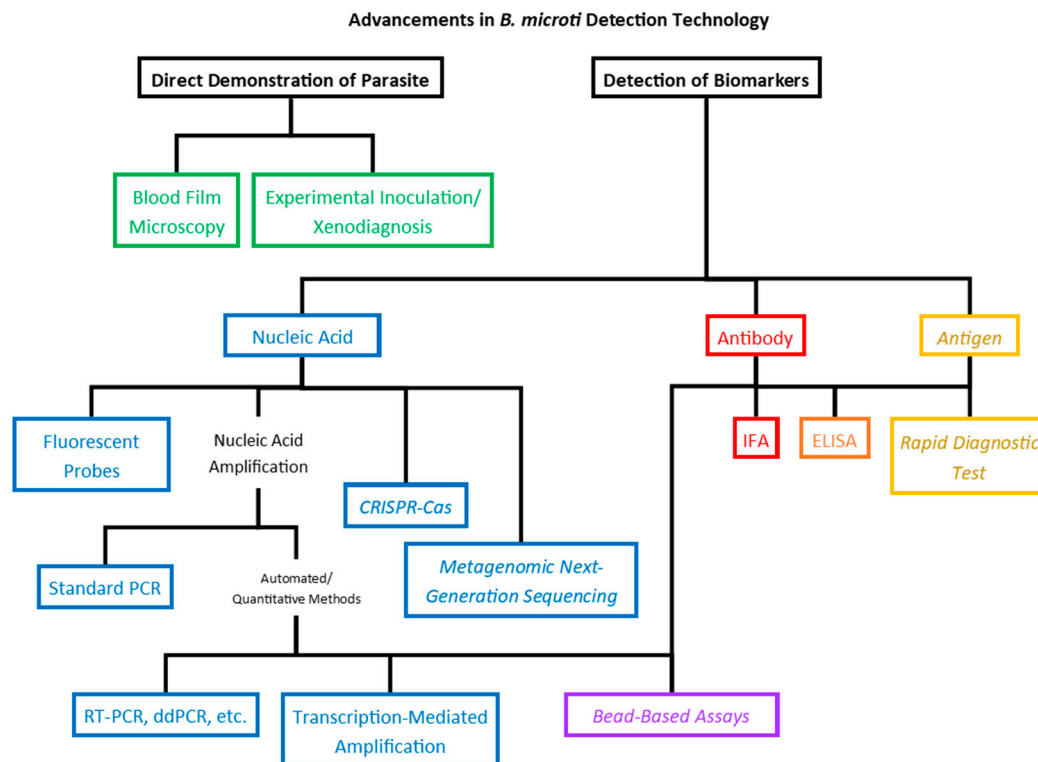 Advancements in B. microti Detection Technology
Direct Demonstration of Parasite
Detection of Biomarkers
Blood Film
Microscopy
Experimental Inoculation/
Xenodiagnosis
Nucleic Acid
Antibody
Antigen
Fluorescent
Probes
Nucleic Acid
Amplification
CRISPR-Cas
Metagenomic Next-
Generation Sequencing
IFA
ELISA
Rapid Diagnostic
Test
Standard PCR
Automated/
Quantitative Methods
RT-PCR, ddPCR, etc.
Transcription-Mediated
Amplification
Bead-Based Assays